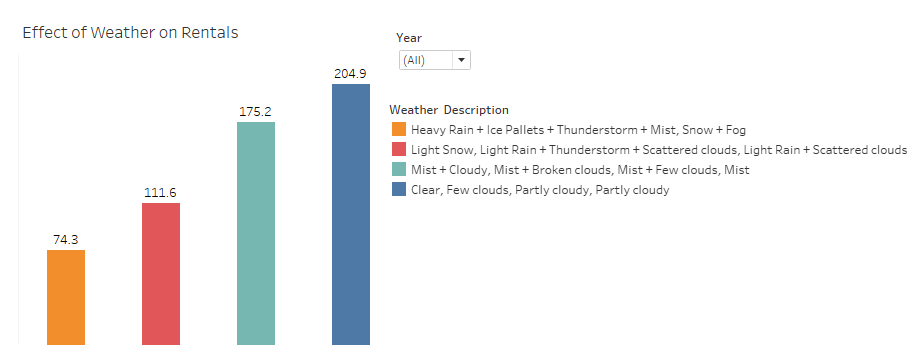 Effect of Weather on Rentals
Year
(All)
204.9
175.2
111.6
74.3
Weather Description
Heavy Rain + Ice Pallets + Thunderstorm + Mist, Snow + Fog
Light Snow, Light Rain + Thunderstorm + Scattered clouds, Light Rain + Scattered clouds
Mist + Cloudy, Mist + Broken clouds, Mist + Few clouds, Mist
Clear, Few clouds, Partly cloudy, Partly cloudy